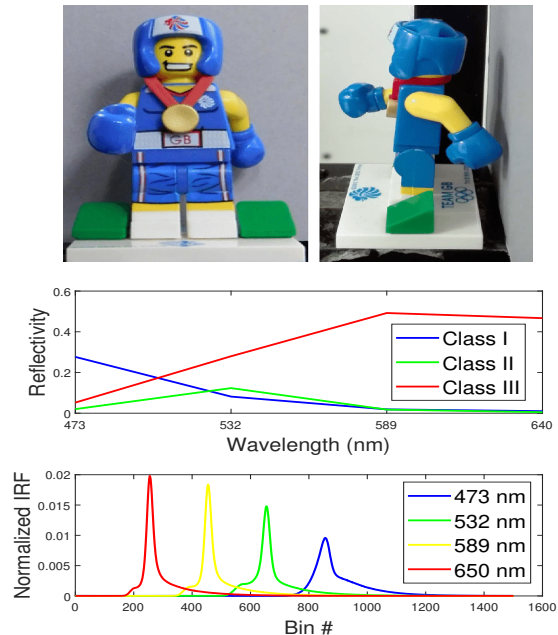 GB
TEAM GB
0.6
0.4
0.2
0
Reflectivity
Class I
Class II
Class III
473
532
589
640
Wavelength (nm)
0.02
0.015
0.01
0.005
0
Normalized IRF
473 nm
532 nm
589 nm
650 nm
0
200
400
600
800
1000
1200
1400
1600
Bin #